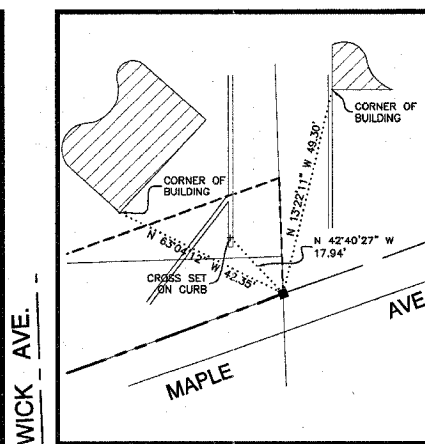 CORNER OF
BUILDING
CORNER OF
BUILDING
N 13°22'11" W 49.30'
N 63°04'12" W 42.35'
N 42°40'27" W
17.94'
CROSS SET
ON CURB
MAPLE
AVE
WICK AVE.